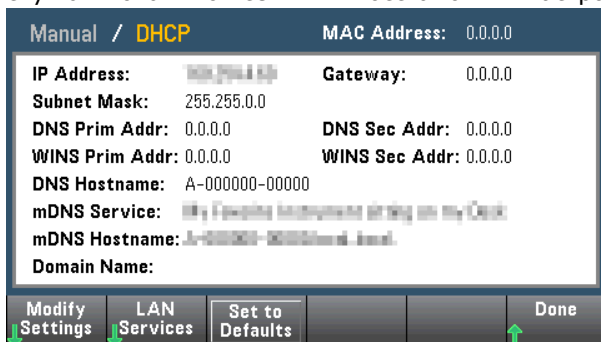 Manual / DHCP MAC Address: 0.0.0.0
IP Address: Gateway: 0.0.0.0
Subnet Mask: 255.255.0.0
DNS Prim Addr: 0.0.0.0 DNS Sec Addr: 0.0.0.0
WINS Prim Addr: 0.0.0.0 WINS Sec Addr: 0.0.0.0
DNS Hostname: A-000000-00000
mDNS Service:
mDNS Hostname:
Domain Name:
Modify Settings LAN Services Set to Defaults Done